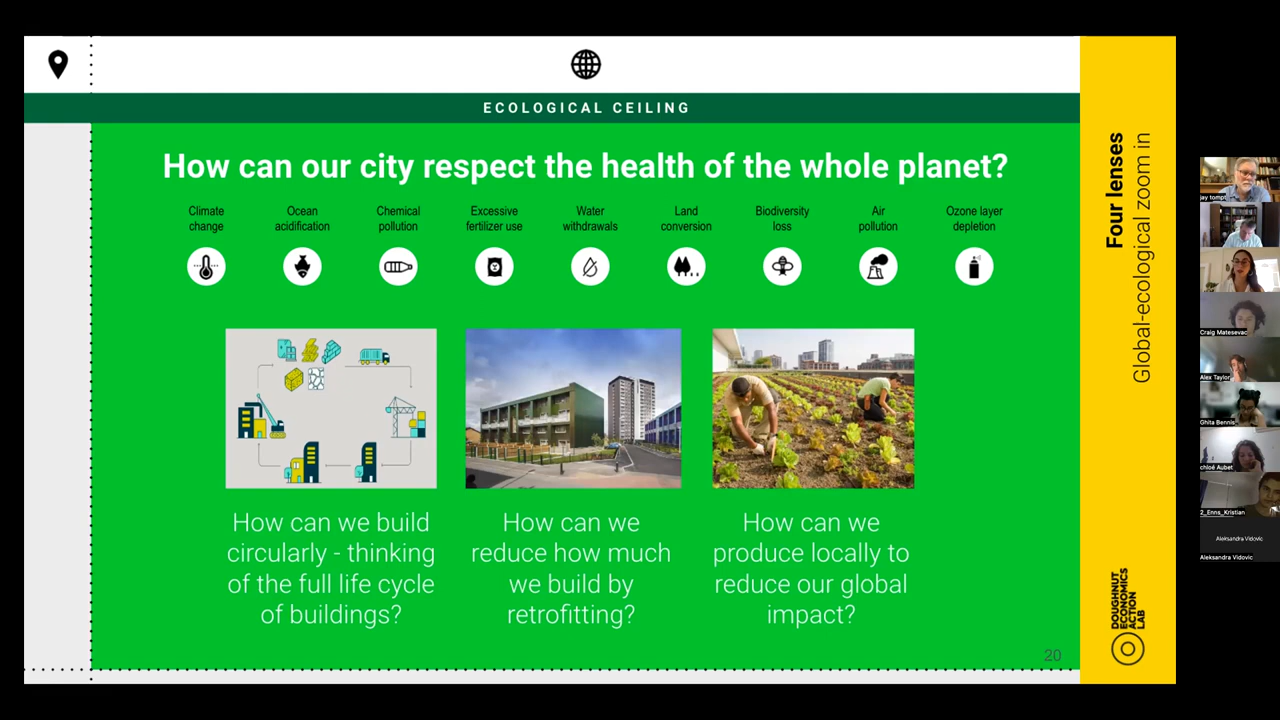 ECOLOGICAL CEILING
How can our city respect the health of the whole planet?
Climate
change
Ocean
acidification
Chemical
pollution
Excessive
fertilizer use
Water
withdrawals
Land
conversion
Biodiversity
loss
Air
pollution
Ozone layer
depletion
How can we build
circularly - thinking
of the full life cycle
of buildings?
How can we
reduce how much
we build by
retrofitting?
How can we
produce locally to
reduce our global
impact?
20
Four lenses
Global-ecological zoom in
DOUGHNUT
ECONOMICS
ACTION
LAB
jay tompt
Craig Matesevac
Alex Taylor
Ghita Bennis
chloé Aubet
2_Enns_Kristian
Aleksandra Vidovic
Aleksandra Vidovic